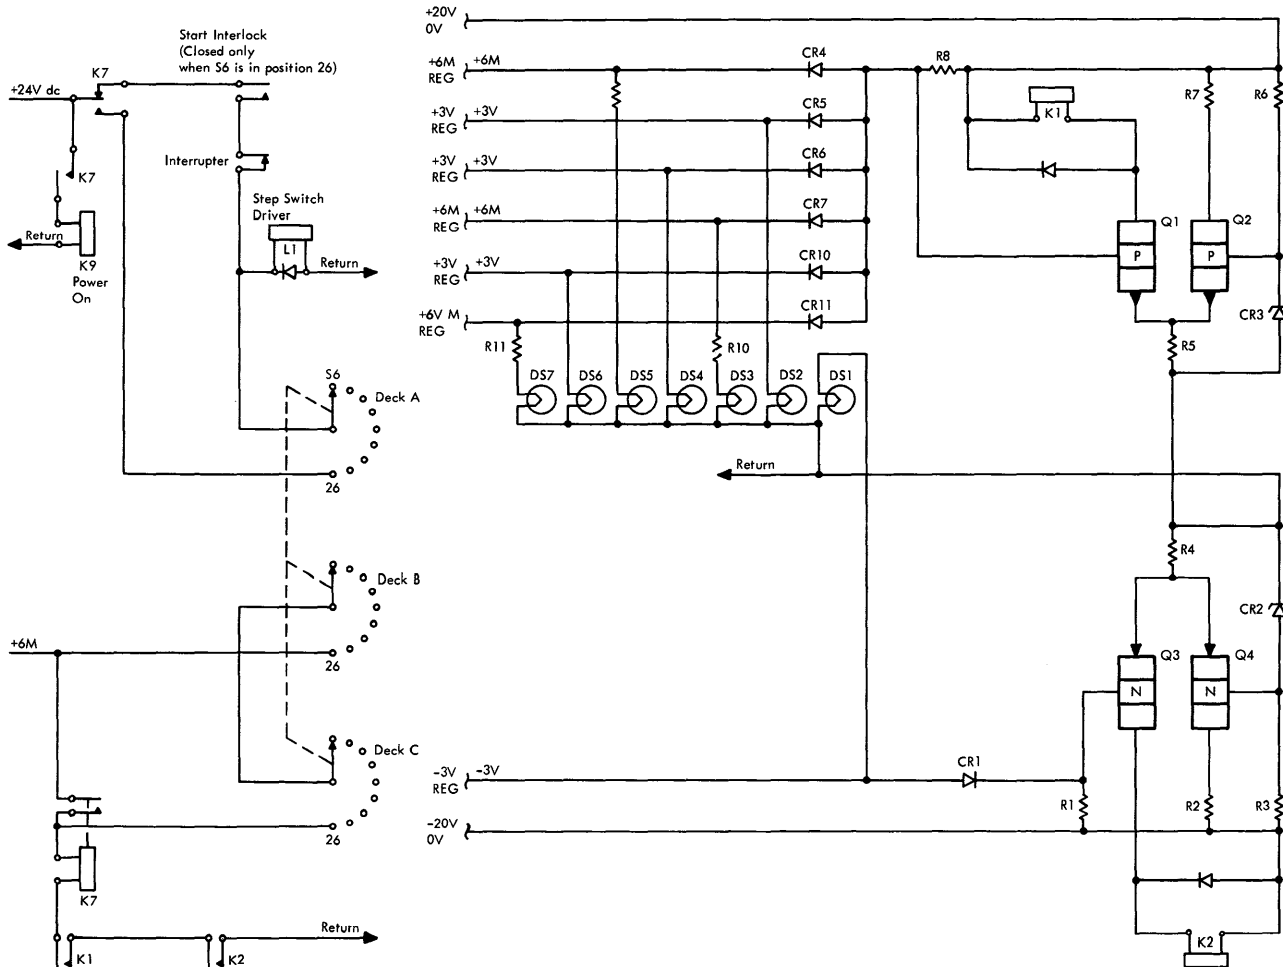 +20V
0V
Start Interlock
(Closed only
when S6 is in position 26)
+6M +6M
REG
CR4
R8
K7
+24V dc
R7
R6
K1
+3V +3V
REG
CR5
Interrupter
+3V +3V
REG
CR6
K7
Step Switch
Driver
+6M +6M
REG
CR7
Q1
Q2
Return
L1
Return
P
P
K9
Power
On
+3V +3V
REG
CR10
+6V M
REG
CR11
CR3
R11
R10
R5
DS7
DS6
DS5
DS4
DS3
DS2
DS1
S6
Deck A
Return
26
R4
Deck B
CR2
+6M
26
Q3
Q4
N
N
Deck C
-3V -3V
REG
CR1
R1
R2
R3
26
-20V
0V
K7
Return
K1
K2
K2